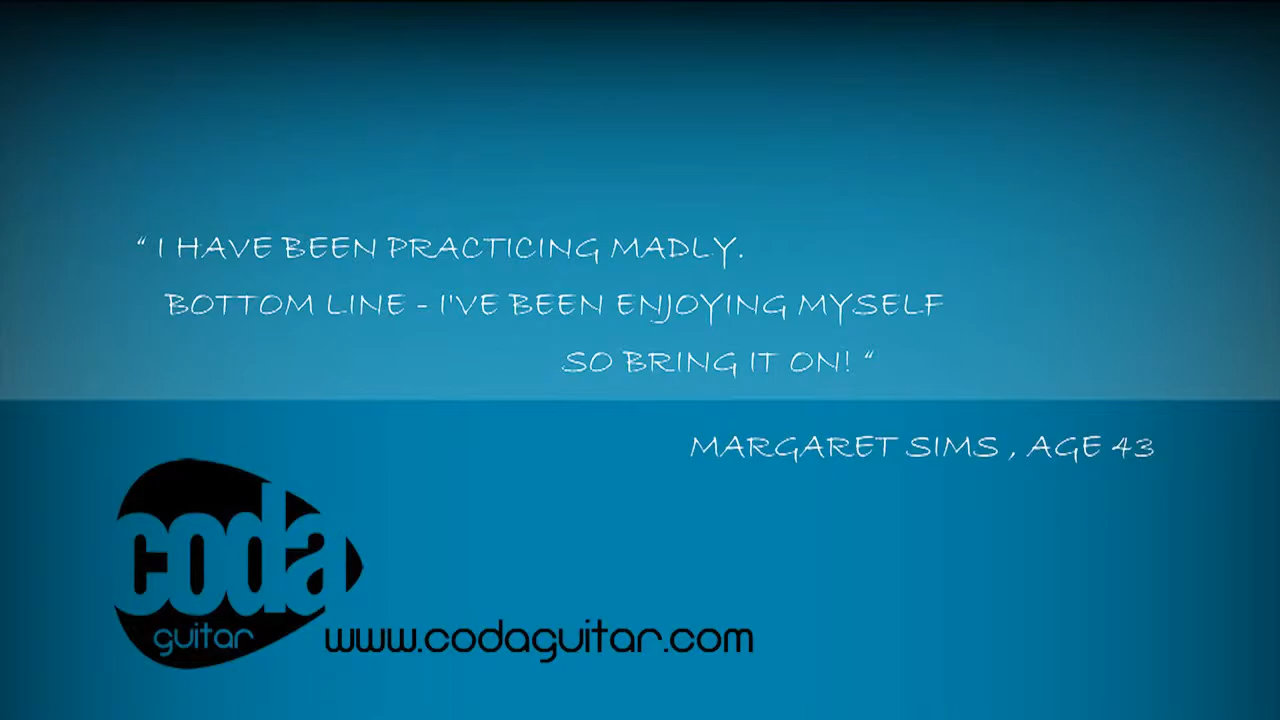 “ I HAVE BEEN PRACTICING MADLY.
BOTTOM LINE - I'VE BEEN ENJOYING MYSELF
SO BRING IT ON! “
MARGARET SIMS , AGE 43
coda
guitar
www.codaguitar.com